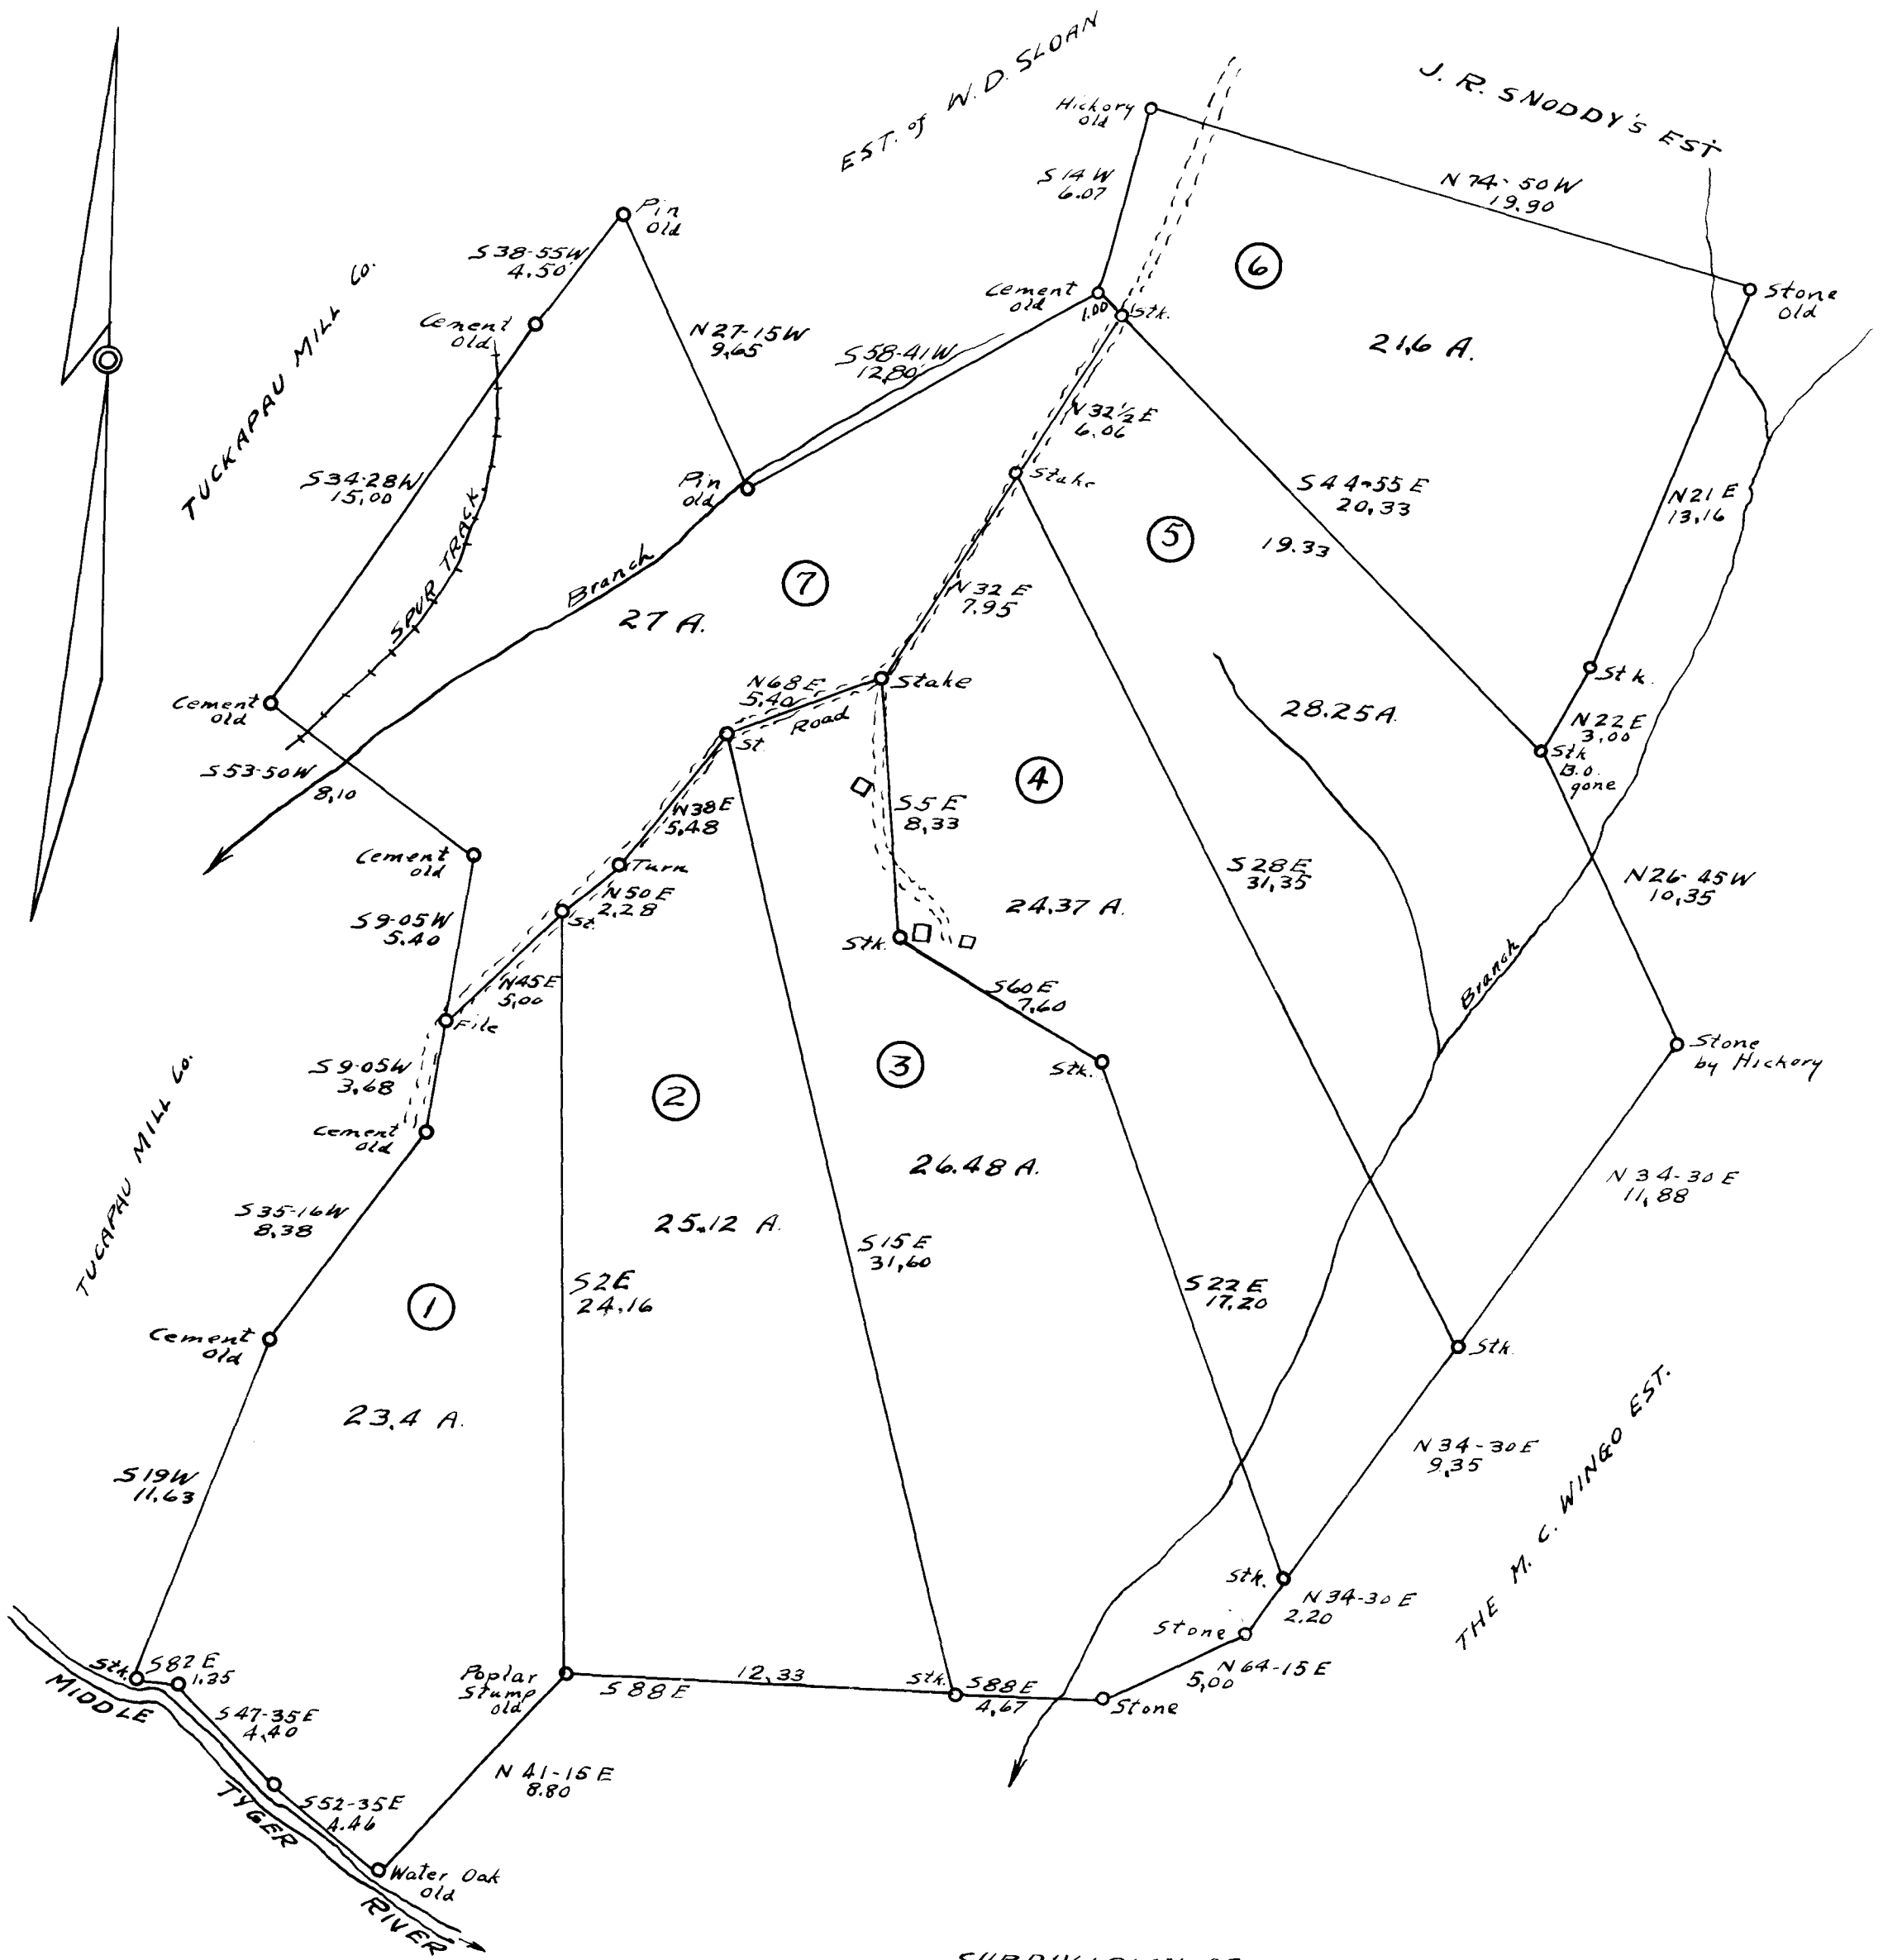 EST. of W.D. SLOAN
J. R. SNODDY'S EST
Hickory
old
S 14 W
6.07
N 74-50 W
19.90
Pin
old
S 38-55 W
4.50
TUCKAPAU MILL Co.
Cement
old
N 27-15 W
9.65
S 58-41 W
12.80
Cement
old
1.00
Stk.
6
21.6 A.
Stone
old
N 32 1/2 E
6.06
S 34-28 W
15.00
SPUR TRACK
Pin
old
Stake
S 44-55 E
20.33
19.33
N 21 E
13.16
5
Branch
7
27 A.
N 32 E
7.95
Stake
N 68 E
5.40
Road
Cement
old
St.
28.25 A.
Stk.
N 22 E
3.00
Stk
B.O.
gone
S 53-50 W
8.10
4
N 38 E
5.48
S 5 E
8.33
Cement
old
Turn
N 50 E
2.28
St.
S 9-05 W
5.40
24.37 A.
S 28 E
31.35
N 26-45 W
10.35
Stk.
S 60 E
7.60
Branch
N 45 E
5.00
File
S 9-05 W
3.68
Cement
old
TUCAPAU MILL Co.
2
3
Stk.
Stone
by Hickory
26.48 A.
N 34-30 E
11.88
S 35-16 W
8.38
25.12 A.
S 15 E
31.60
S 2 E
24.16
S 22 E
17.20
1
Cement
old
Stk.
23.4 A.
N 34-30 E
9.35
THE M. C. WINGO EST.
S 19 W
11.63
Stk.
N 34-30 E
2.20
Stone
N 64-15 E
5.00
Stk.
S 82 E
1.35
Poplar
Stump
old
S 88 E
12.33
Stk.
S 88 E
4.67
Stone
S 47-35 E
4.40
N 41-15 E
8.80
S 52-35 E
4.46
MIDDLE TYGER RIVER
Water Oak
old
SUBDIVISION OF